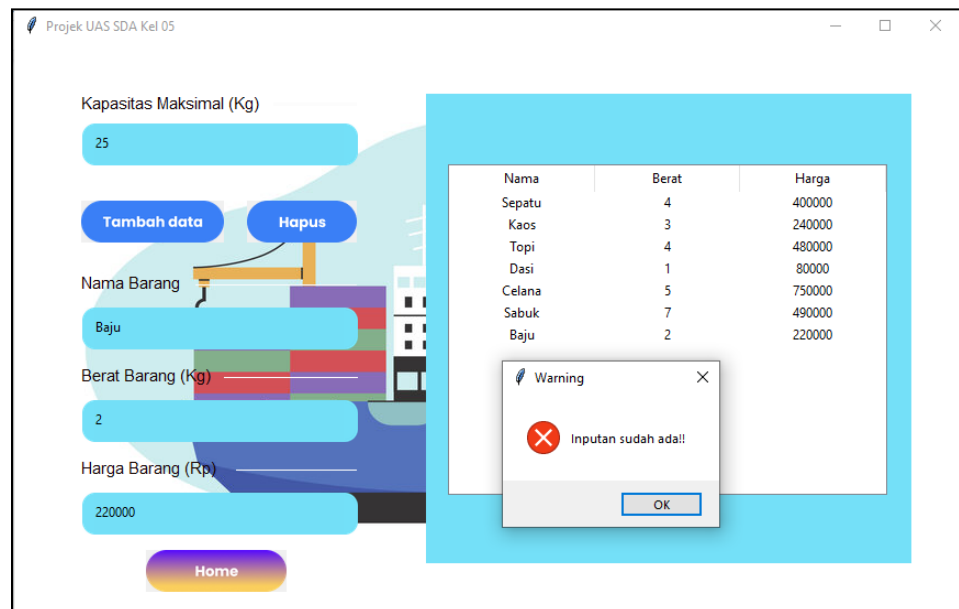 Projek UAS SDA Kel 05
Kapasitas Maksimal (Kg)
25
Tambah data
Hapus
Nama Barang
Baju
Berat Barang (Kg)
2
Harga Barang (Rp)
220000
Home
Nama Berat Harga
Sepatu 4 400000
Kaos 3 240000
Topi 4 480000
Dasi 1 80000
Celana 5 750000
Sabuk 7 490000
Baju 2 220000
Warning
Inputan sudah ada!!
OK